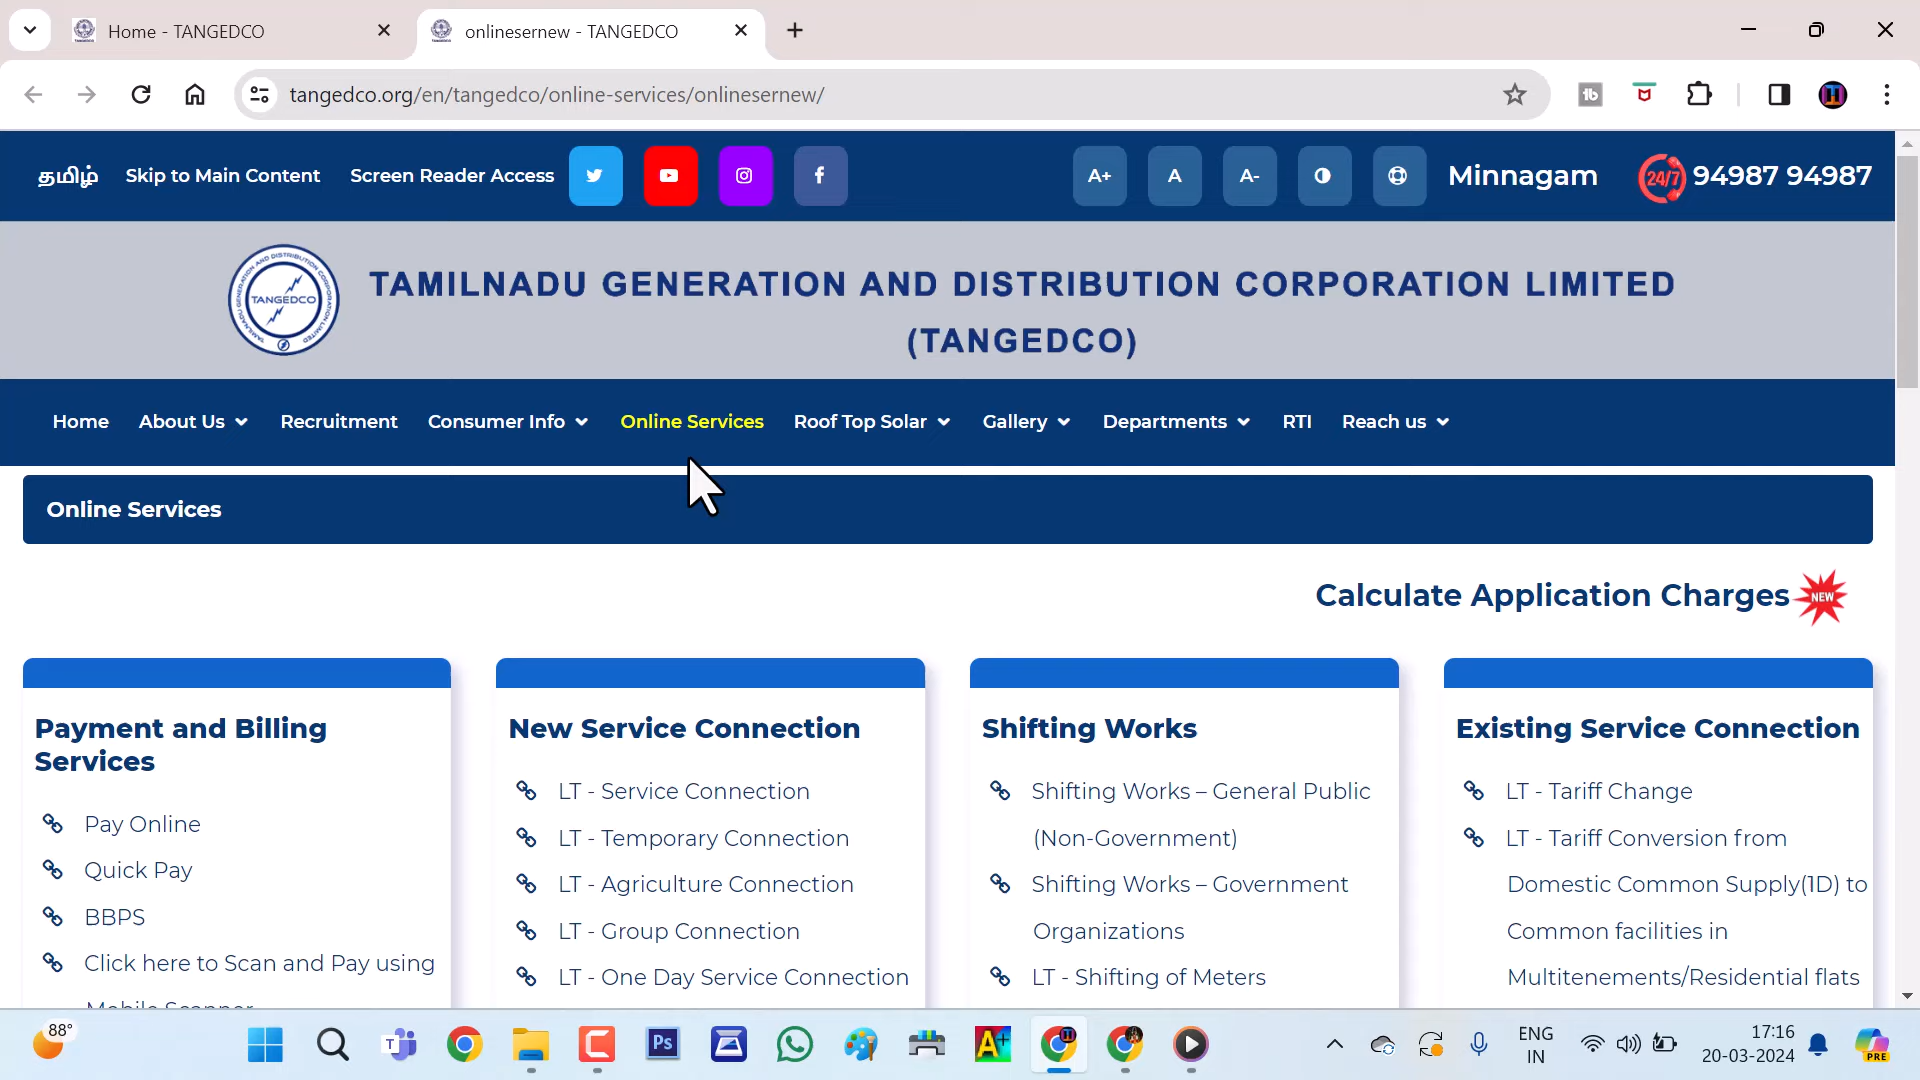 Home - TANGEDCO
onlinesernew - TANGEDCO
tangedco.org/en/tangedco/online-services/onlinesernew/
தமிழ் Skip to Main Content Screen Reader Access A+ A A- Minnagam 24/7 94987 94987
TANGEDCO
TAMILNADU GENERATION AND DISTRIBUTION CORPORATION LIMITED
(TANGEDCO)
Home About Us Recruitment Consumer Info Online Services Roof Top Solar Gallery Departments RTI Reach us
Online Services
Calculate Application Charges NEW
Payment and Billing
Services
Pay Online
Quick Pay
BBPS
Click here to Scan and Pay using
Mobile Scanner
New Service Connection
LT - Service Connection
LT - Temporary Connection
LT - Agriculture Connection
LT - Group Connection
LT - One Day Service Connection
Shifting Works
Shifting Works – General Public
(Non-Government)
Shifting Works – Government
Organizations
LT - Shifting of Meters
Existing Service Connection
LT - Tariff Change
LT - Tariff Conversion from
Domestic Common Supply(1D) to
Common facilities in
Multitenements/Residential flats
88°
Ps
A+
ENG
IN
17:16
20-03-2024
PRE